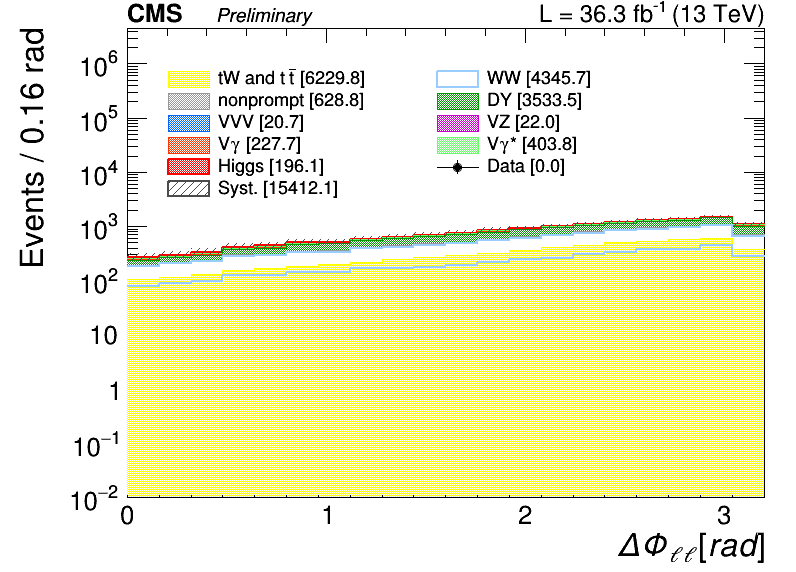 CMS Preliminary L = 36.3 fb⁻¹ (13 TeV)
Events / 0.16 rad
10⁶
10⁵
10⁴
10³
10²
10
1
10⁻¹
10⁻²
tW and tt̄ [6229.8]
nonprompt [628.8]
VVV [20.7]
Vγ [227.7]
Higgs [196.1]
Syst. [15412.1]
WW [4345.7]
DY [3533.5]
VZ [22.0]
Vγ* [403.8]
Data [0.0]
0 1 2 3
ΔΦℓℓ[rad]